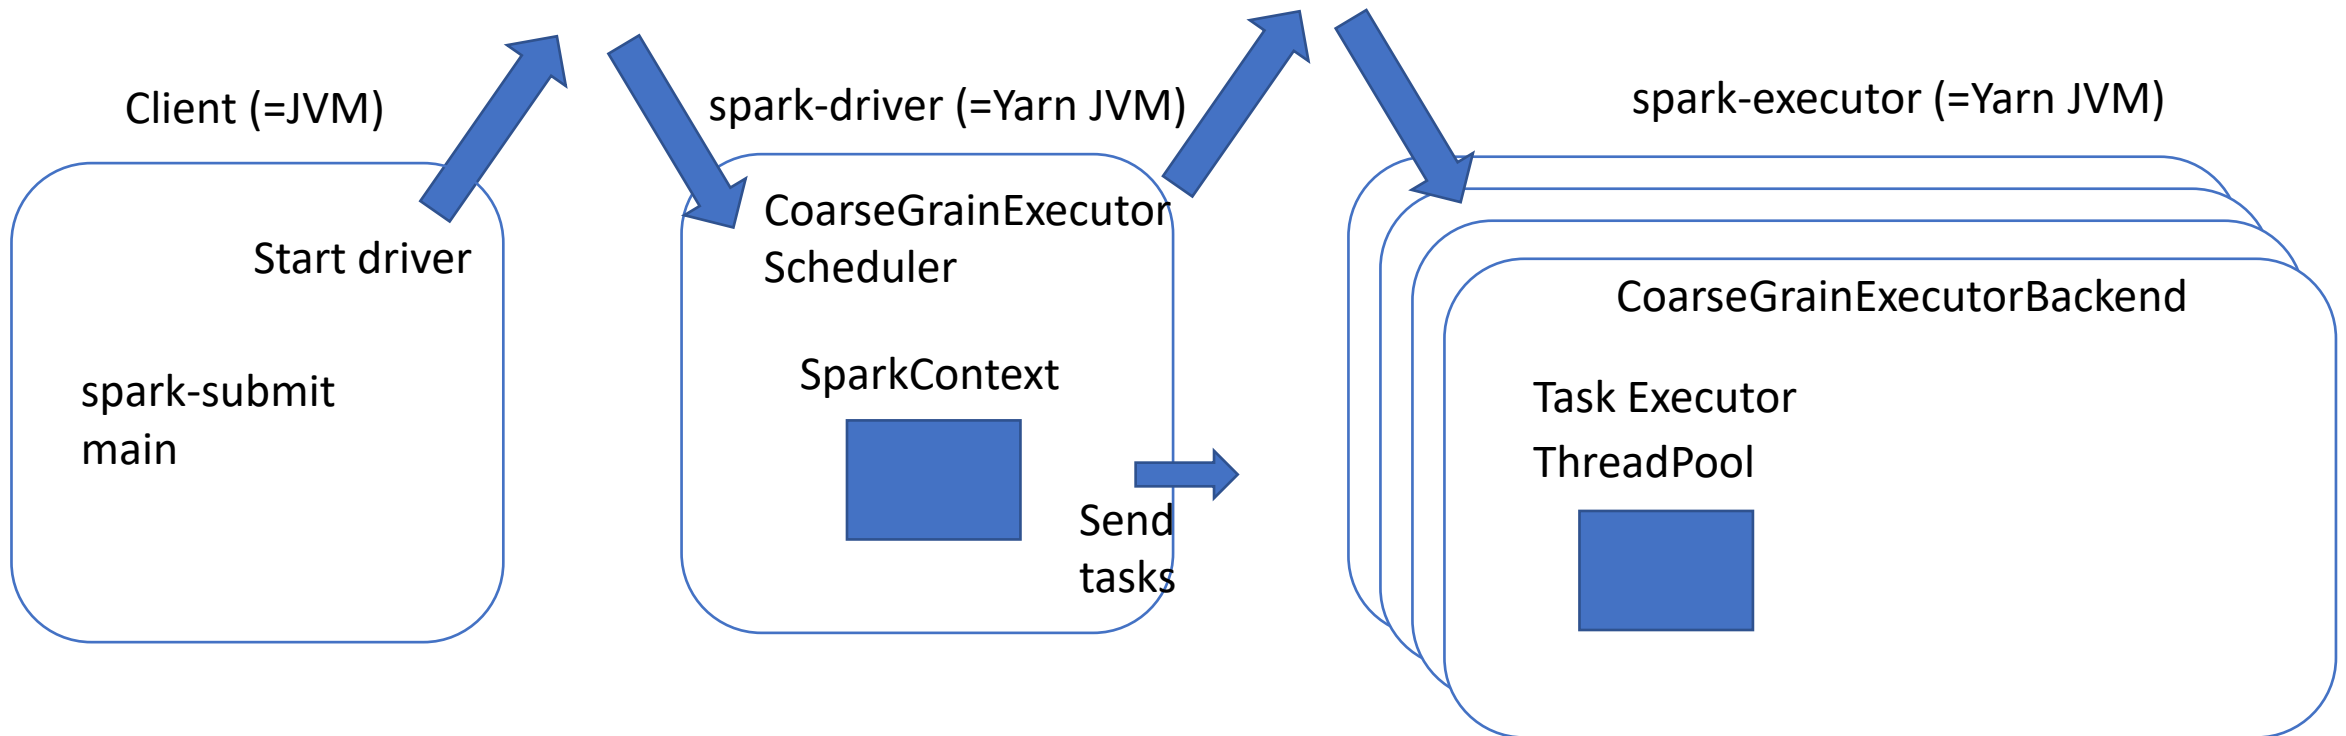 Client (=JVM)
spark-driver (=Yarn JVM)
spark-executor (=Yarn JVM)
Start driver
spark-submit
main
CoarseGrainExecutor
Scheduler
SparkContext
Send
tasks
CoarseGrainExecutorBackend
Task Executor
ThreadPool